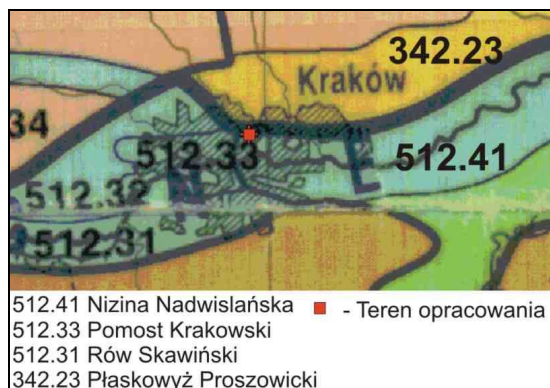 342.23
Kraków
34
512.33
512.41
512.32
512.31
512.41 Nizina Nadwislańska
- Teren opracowania
512.33 Pomost Krakowski
512.31 Rów Skawiński
342.23 Płaskowyż Proszowicki